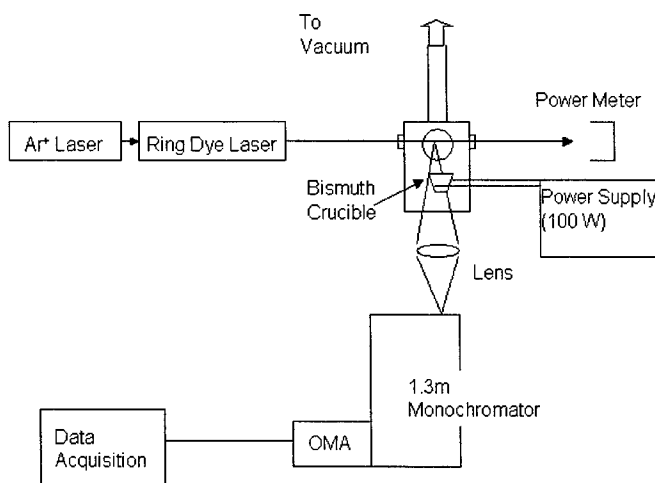 To
Vacuum
Power Meter
Ar+ Laser
Ring Dye Laser
Bismuth
Crucible
Power Supply
(100 W)
Lens
1.3m
Monochromator
OMA
Data
Acquisition